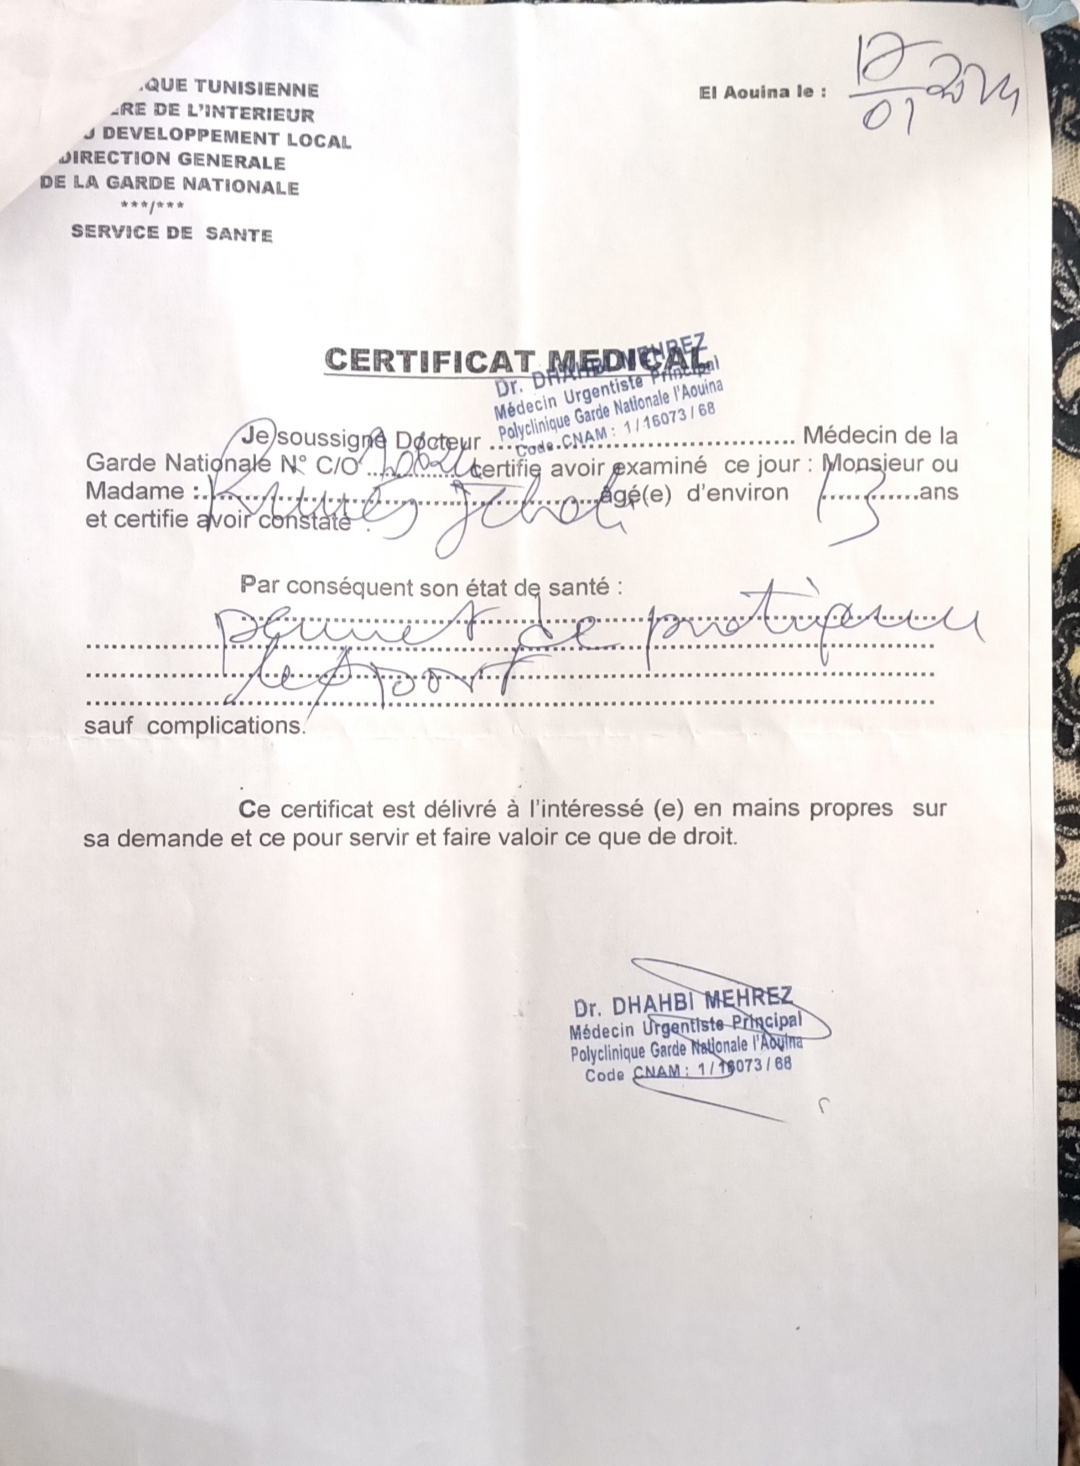 QUE TUNISIENNE
RE DE L'INTERIEUR
DEVELOPPEMENT LOCAL
DIRECTION GENERALE
DE LA GARDE NATIONALE
***/***
SERVICE DE SANTE
El Aouina le :
01
CERTIFICAT MEDICAL
Dr. DHAHBI MEHREZ
Médecin Urgentiste Principal
Polyclinique Garde Nationale l'Aouina
Code CNAM : 1/16073/68
Je soussigné Docteur .................................... Médecin de la
Garde Nationale N° C/O ............ certifie avoir examiné ce jour : Monsieur ou
Madame : .................................... âgé(e) d'environ 13 ans
et certifie avoir constaté :
Par conséquent son état de santé :
permet de pratiquer
le sport
sauf complications.
Ce certificat est délivré à l'intéressé (e) en mains propres sur
sa demande et ce pour servir et faire valoir ce que de droit.
Dr. DHAHBI MEHREZ
Médecin Urgentiste Principal
Polyclinique Garde Nationale l'Aouina
Code CNAM : 1/16073/68